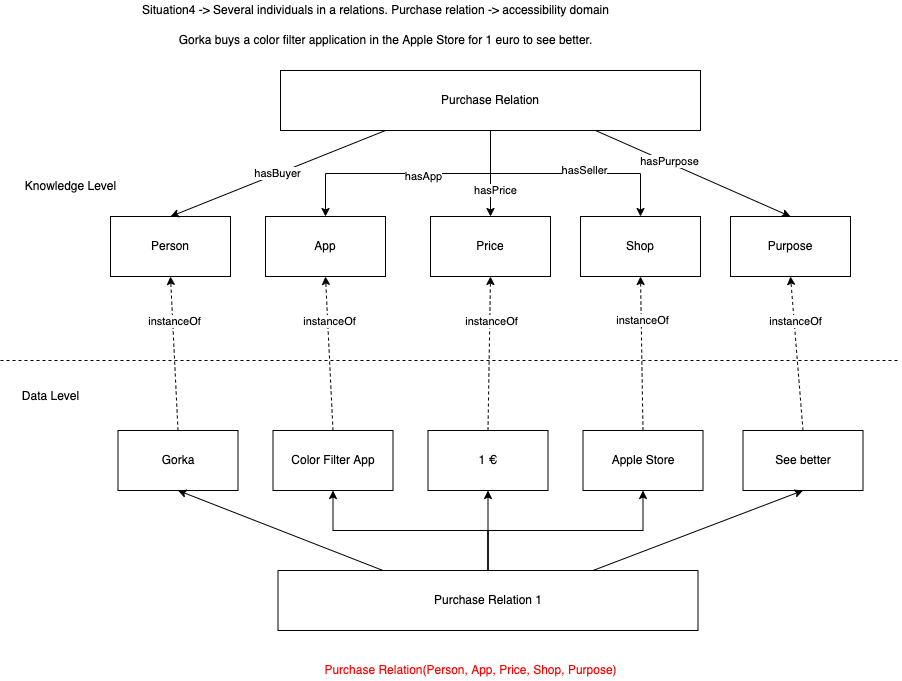 Situation4 -> Several individuals in a relations. Purchase relation -> accessibility domain
Gorka buys a color filter application in the Apple Store for 1 euro to see better.
Purchase Relation
hasBuyer
hasApp
hasPrice
hasSeller
hasPurpose
Knowledge Level
Person
App
Price
Shop
Purpose
instanceOf
instanceOf
instanceOf
instanceOf
instanceOf
Data Level
Gorka
Color Filter App
1 €
Apple Store
See better
Purchase Relation 1
Purchase Relation(Person, App, Price, Shop, Purpose)